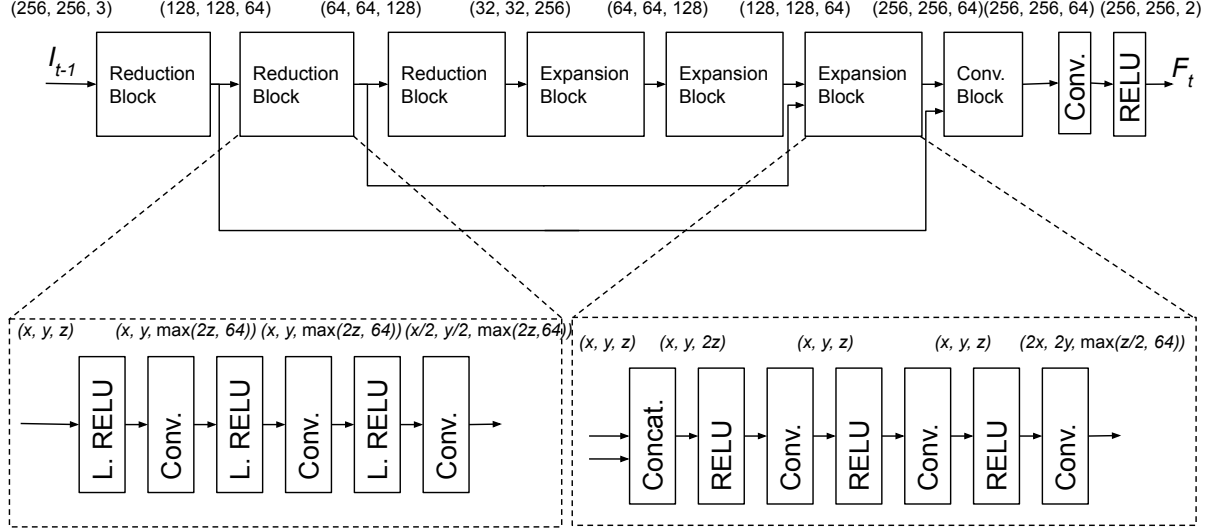 (256, 256, 3) (128, 128, 64) (64, 64, 128) (32, 32, 256) (64, 64, 128) (128, 128, 64) (256, 256, 64)(256, 256, 64) (256, 256, 2)
I_{t-1}
Reduction
Block
Reduction
Block
Reduction
Block
Expansion
Block
Expansion
Block
Expansion
Block
Conv.
Block
Conv.
RELU
F_t
(x, y, z) (x, y, max(2z, 64)) (x, y, max(2z, 64)) (x/2, y/2, max(2z,64))
L. RELU
Conv.
L. RELU
Conv.
L. RELU
Conv.
(x, y, z) (x, y, 2z) (x, y, z) (x, y, z) (2x, 2y, max(z/2, 64))
Concat.
RELU
Conv.
RELU
Conv.
RELU
Conv.